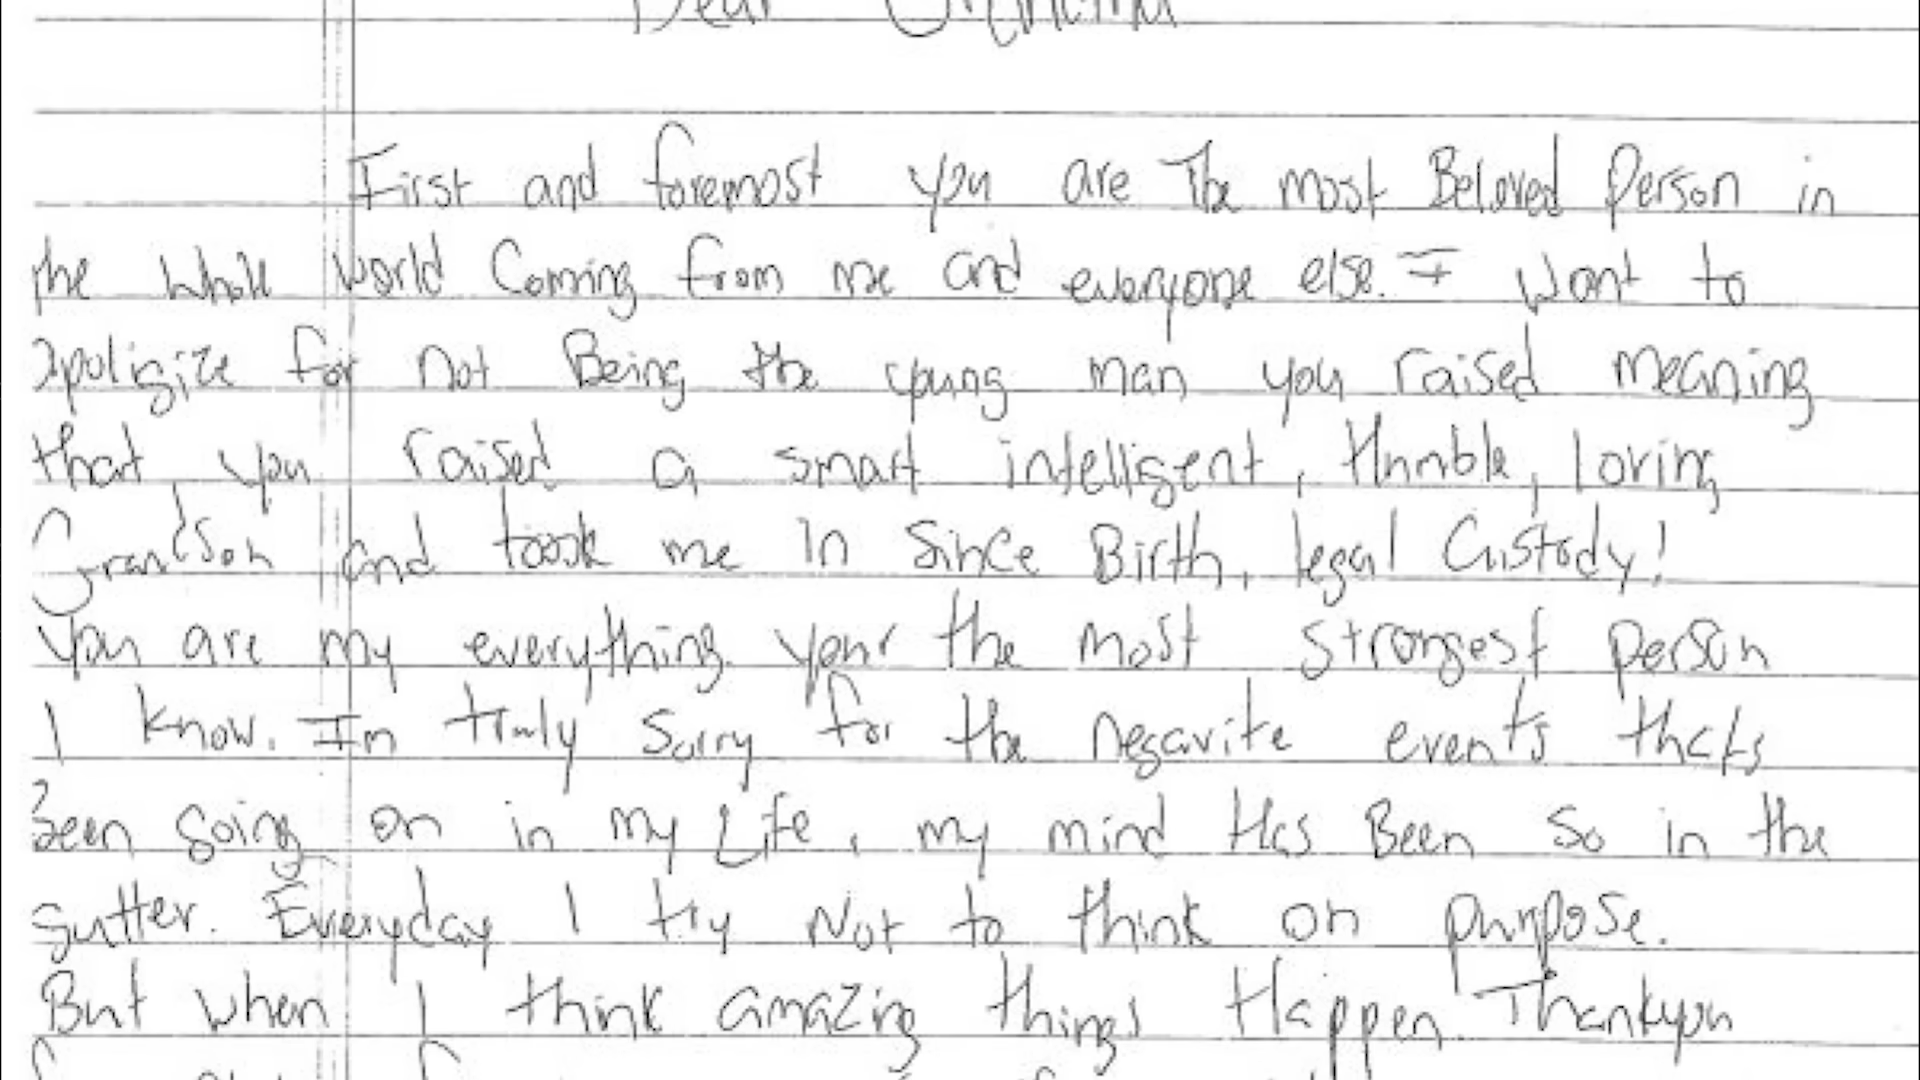 Dear Grandma
First and foremost you are The most Beloved Person in
the whole world Coming from me and everyone else. I want to
apoligize for not Being the young man you raised meaning
that you raised a smart intelligent, Humble, Loving
Grandson and took me in Since Birth, legal Custody!
You are my everything. your the most strongest person
I know. Im truly sorry for the negavite events thats
Been going on in my Life, my mind Has Been so in the
gutter. Everyday I try Not to think on purpose.
But when I think amazing things Happen. Thankyou